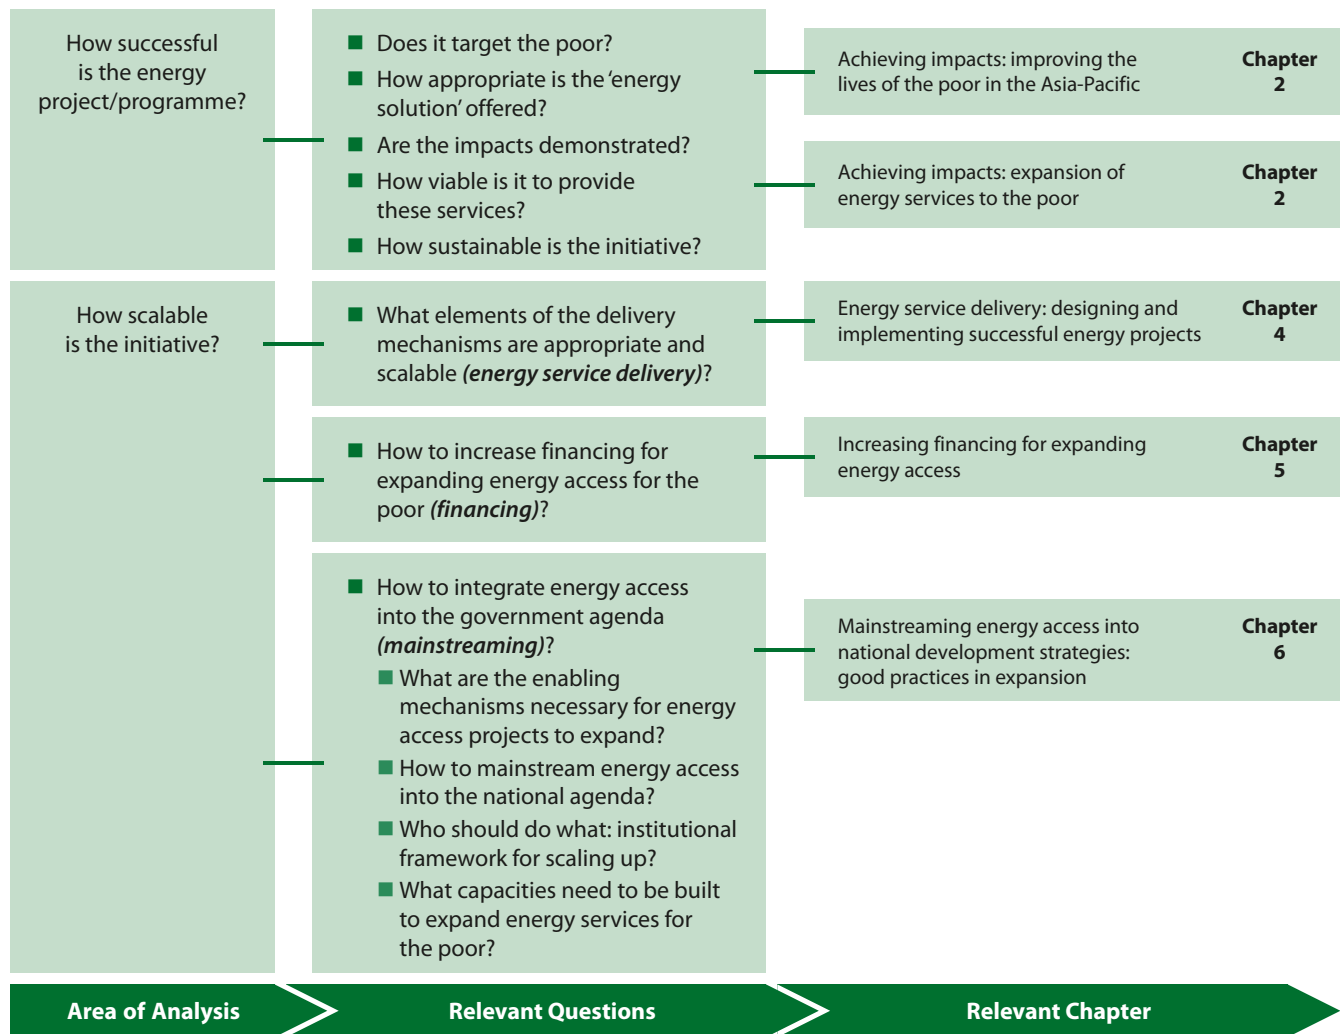 How successful
is the energy
project/programme?
Does it target the poor?
How appropriate is the ‘energy
solution’ offered?
Are the impacts demonstrated?
How viable is it to provide
these services?
How sustainable is the initiative?
Achieving impacts: improving the
lives of the poor in the Asia-Pacific
Chapter
2
Achieving impacts: expansion of
energy services to the poor
Chapter
2
How scalable
is the initiative?
What elements of the delivery
mechanisms are appropriate and
scalable (energy service delivery)?
Energy service delivery: designing and
implementing successful energy projects
Chapter
4
How to increase financing for
expanding energy access for the
poor (financing)?
Increasing financing for expanding
energy access
Chapter
5
How to integrate energy access
into the government agenda
(mainstreaming)?
What are the enabling
mechanisms necessary for energy
access projects to expand?
How to mainstream energy access
into the national agenda?
Who should do what: institutional
framework for scaling up?
What capacities need to be built
to expand energy services for
the poor?
Mainstreaming energy access into
national development strategies:
good practices in expansion
Chapter
6
Area of Analysis
Relevant Questions
Relevant Chapter